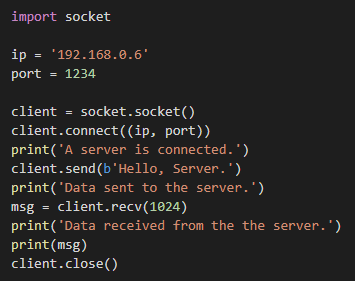 import socket

ip = '192.168.0.6'
port = 1234

client = socket.socket()
client.connect((ip, port))
print('A server is connected.')
client.send(b'Hello, Server.')
print('Data sent to the server.')
msg = client.recv(1024)
print('Data received from the the server.')
print(msg)
client.close()